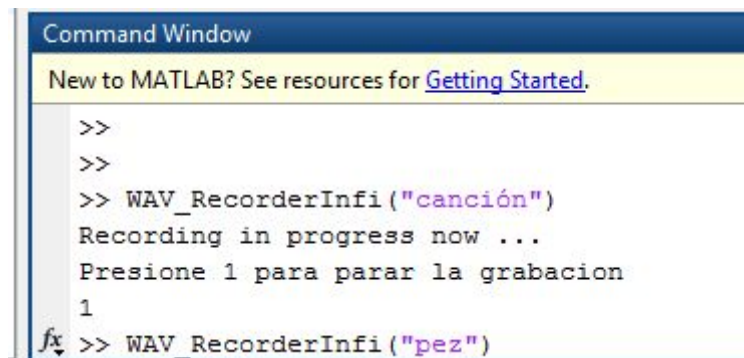 Command Window
New to MATLAB? See resources for Getting Started.
>>
>>
>> WAV_RecorderInfi("canción")
Recording in progress now ...
Presione 1 para parar la grabacion
1
fx >> WAV_RecorderInfi("pez")